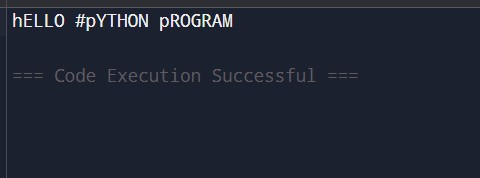 hELLO #pYTHON pROGRAM
=== Code Execution Successful ===